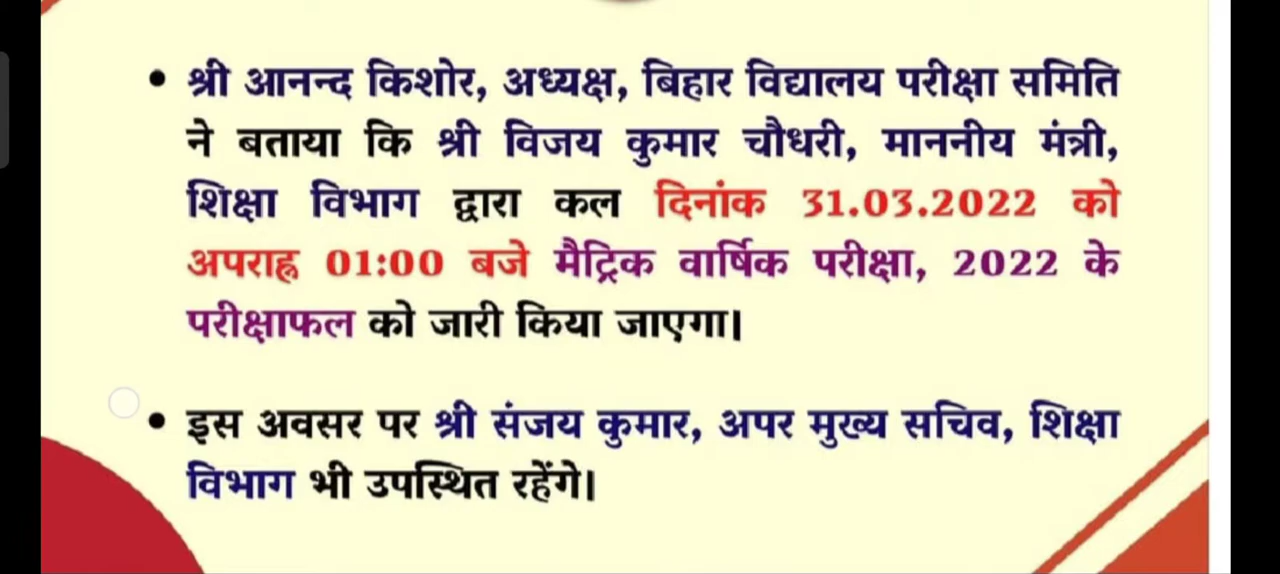 • श्री आनन्द किशोर, अध्यक्ष, बिहार विद्यालय परीक्षा समिति
ने बताया कि श्री विजय कुमार चौधरी, माननीय मंत्री,
शिक्षा विभाग द्वारा कल दिनांक 31.03.2022 को
अपराह्न 01:00 बजे मैट्रिक वार्षिक परीक्षा, 2022 के
परीक्षाफल को जारी किया जाएगा।
• इस अवसर पर श्री संजय कुमार, अपर मुख्य सचिव, शिक्षा
विभाग भी उपस्थित रहेंगे।